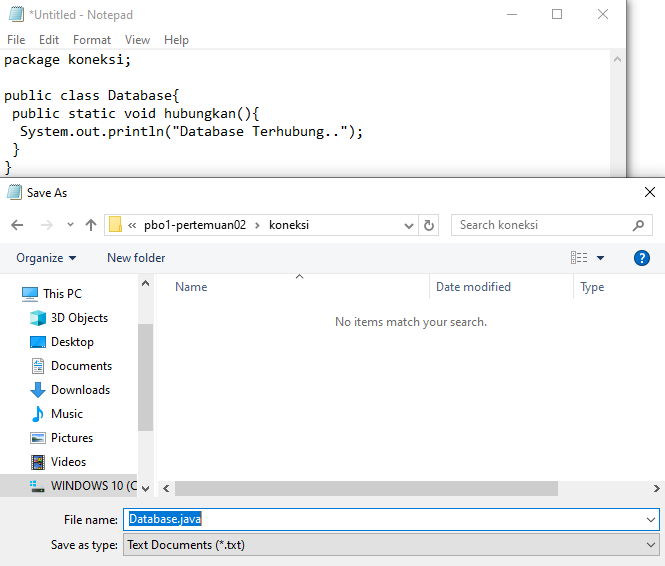 *Untitled - Notepad
File Edit Format View Help
package koneksi;
public class Database{
public static void hubungkan(){
System.out.println("Database Terhubung..");
}
}
Save As
« pbo1-pertemuan02 > koneksi
Search koneksi
Organize New folder
Name Date modified Type
No items match your search.
This PC
3D Objects
Desktop
Documents
Downloads
Music
Pictures
Videos
WINDOWS 10 (C
File name: Database.java
Save as type: Text Documents (*.txt)